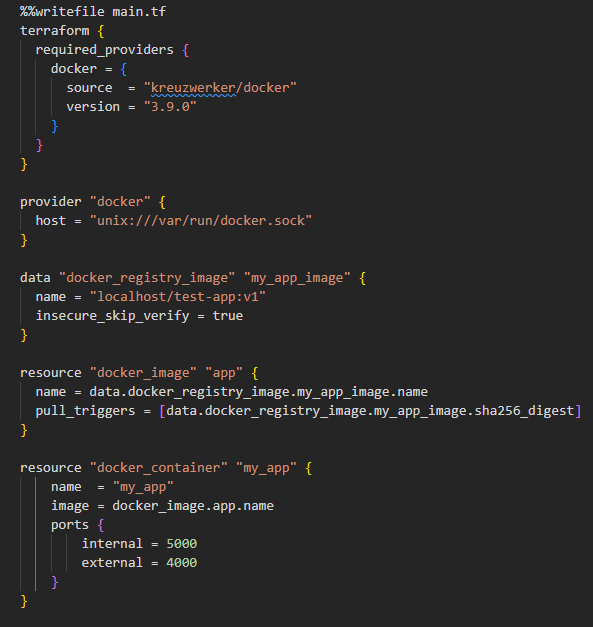 %%writefile main.tf
terraform {
  required_providers {
    docker = {
      source  = "kreuzwerker/docker"
      version = "3.9.0"
    }
  }
}

provider "docker" {
  host = "unix:///var/run/docker.sock"
}

data "docker_registry_image" "my_app_image" {
  name = "localhost/test-app:v1"
  insecure_skip_verify = true
}

resource "docker_image" "app" {
  name = data.docker_registry_image.my_app_image.name
  pull_triggers = [data.docker_registry_image.my_app_image.sha256_digest]
}

resource "docker_container" "my_app" {
    name  = "my_app"
    image = docker_image.app.name
    ports {
        internal = 5000
        external = 4000
    }
}